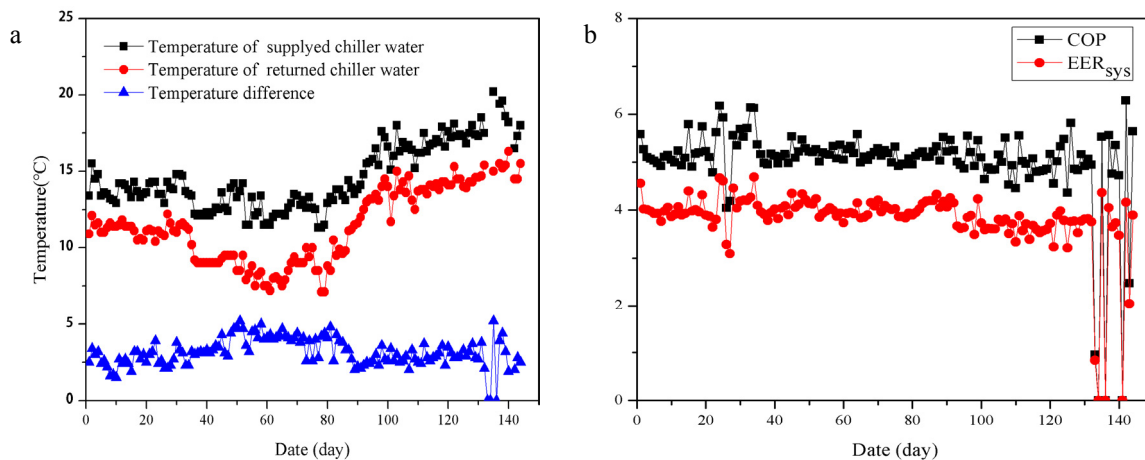 a
Temperature(°C)
25
20
15
10
5
0
Temperature of supplyed chiller water
Temperature of returned chiller water
Temperature difference
0 20 40 60 80 100 120 140
Date (day)
b
8
6
4
2
0
COP
EERsys
0 20 40 60 80 100 120 140
Date (day)